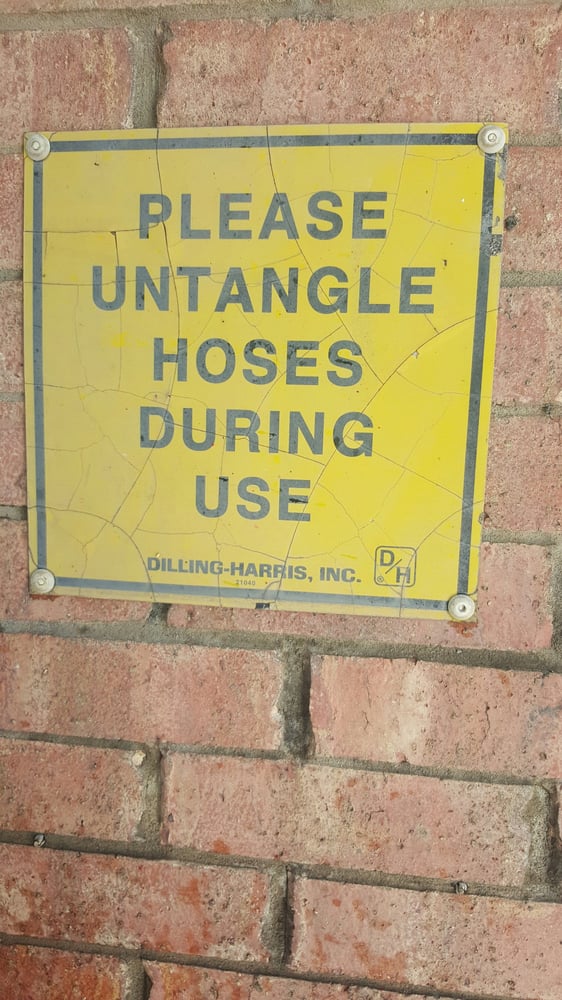 PLEASE
UNTANGLE
HOSES
DURING
USE
DILLING-HARRIS, INC.
21040
D/H
®